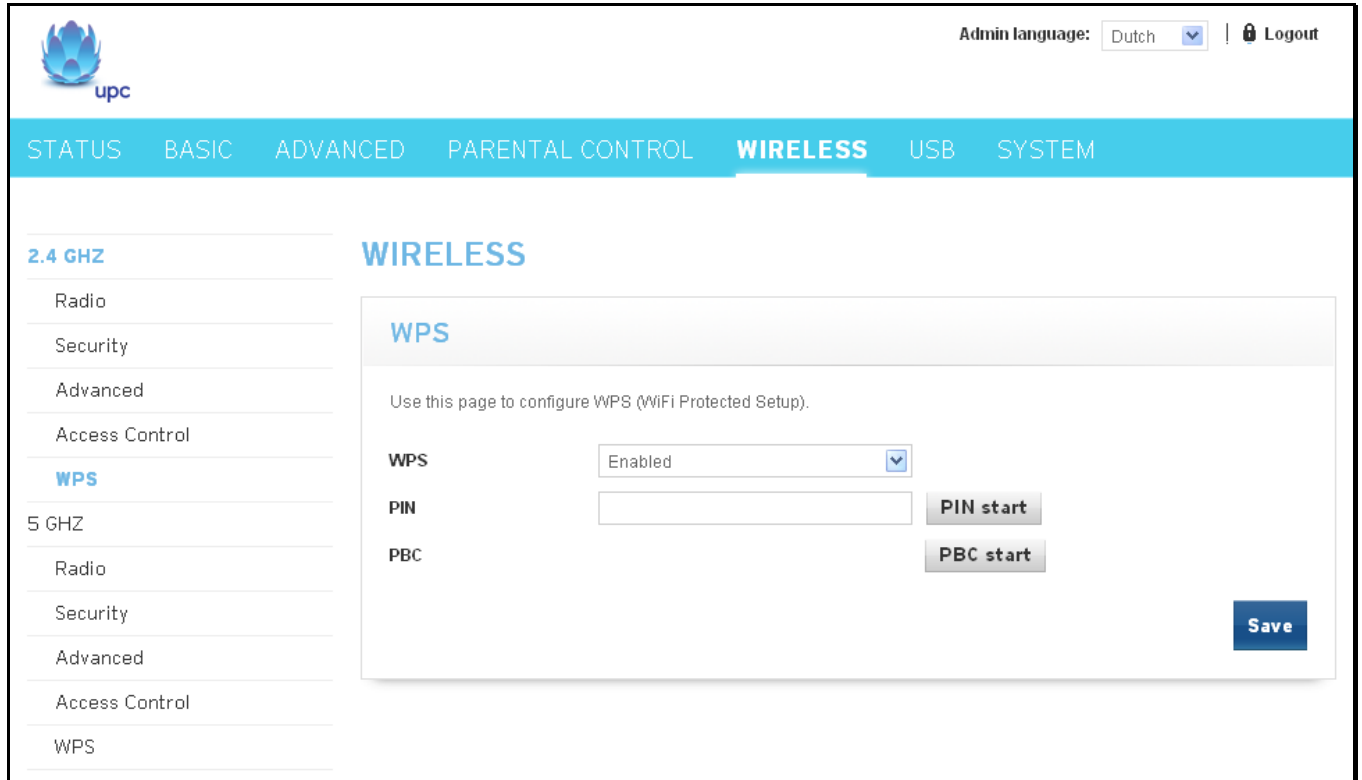 upc
Admin language: Dutch | Logout
STATUS BASIC ADVANCED PARENTAL CONTROL WIRELESS USB SYSTEM
2.4 GHZ
Radio
Security
Advanced
Access Control
WPS
5 GHZ
Radio
Security
Advanced
Access Control
WPS
WIRELESS
WPS
Use this page to configure WPS (WiFi Protected Setup).
WPS Enabled
PIN PIN start
PBC PBC start
Save